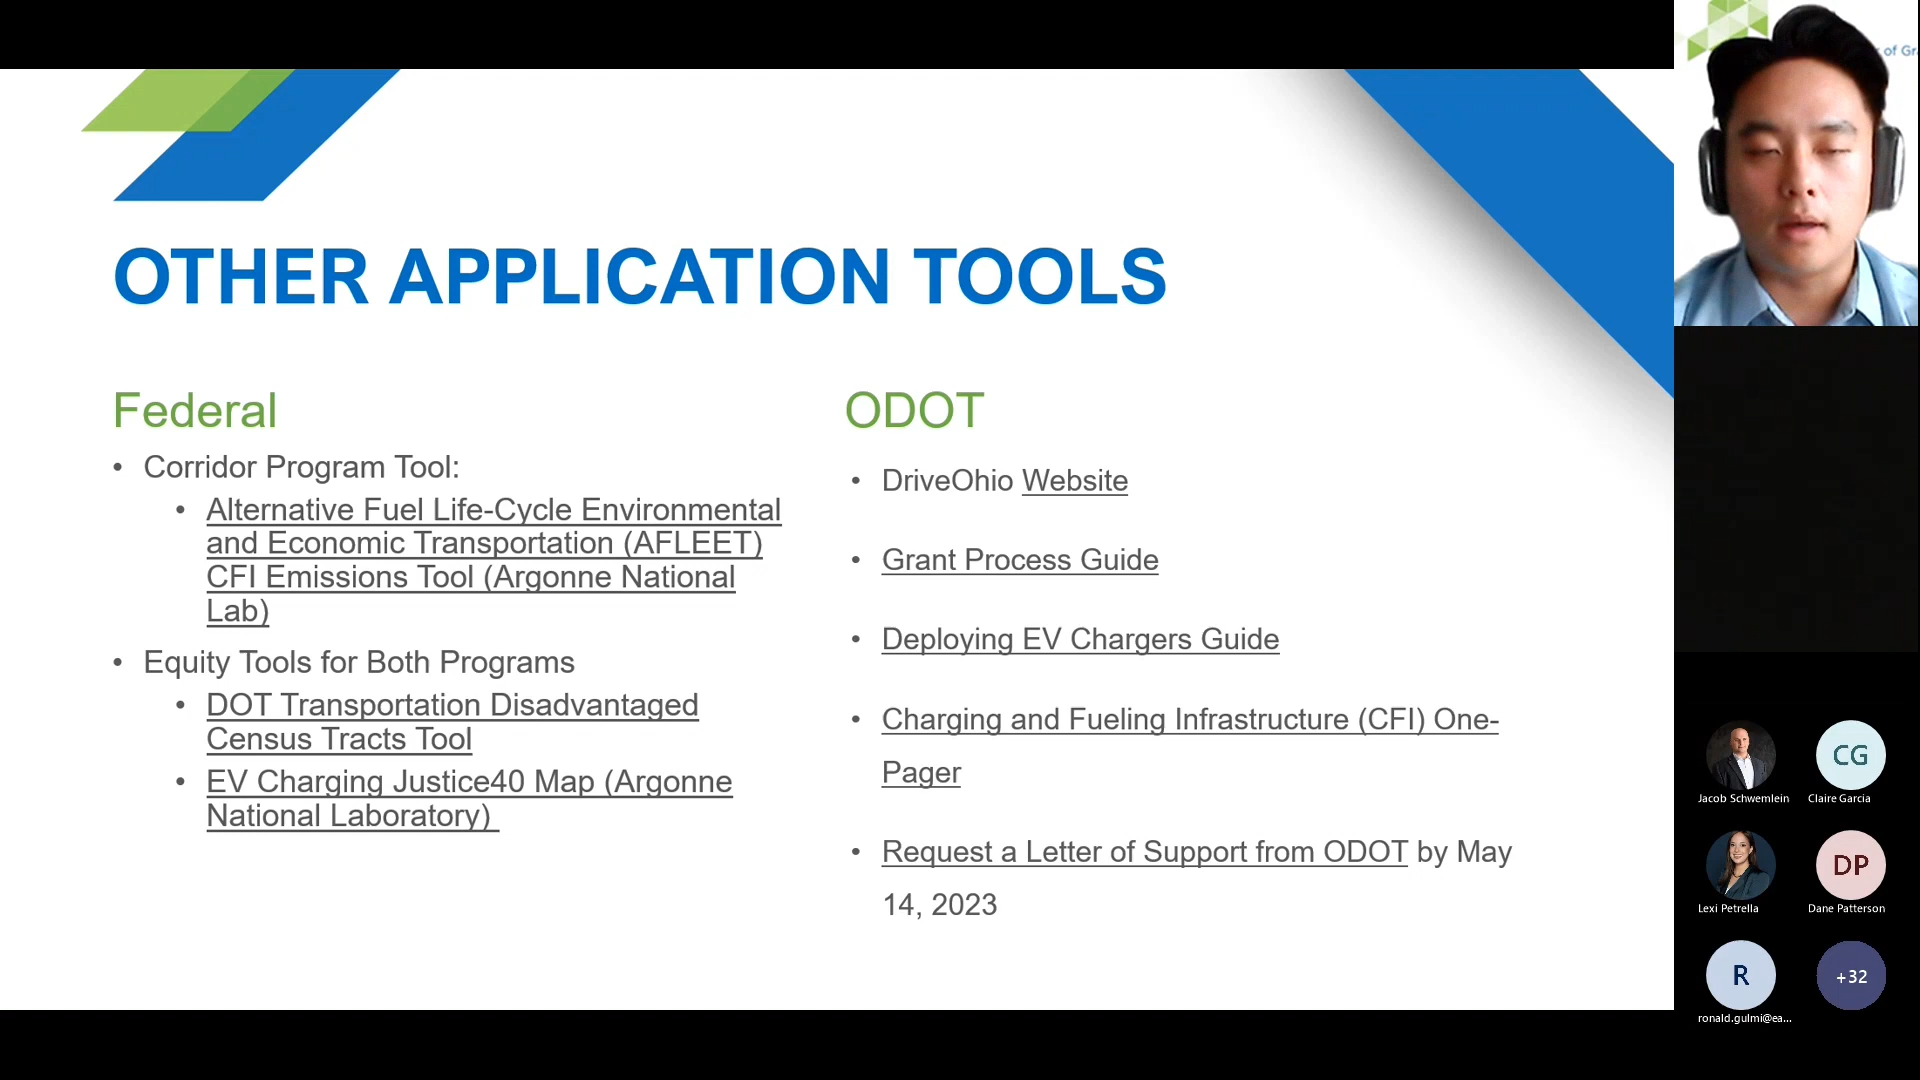 OTHER APPLICATION TOOLS
Federal
• Corridor Program Tool:
• Alternative Fuel Life-Cycle Environmental
and Economic Transportation (AFLEET)
CFI Emissions Tool (Argonne National
Lab)
• Equity Tools for Both Programs
• DOT Transportation Disadvantaged
Census Tracts Tool
• EV Charging Justice40 Map (Argonne
National Laboratory)
ODOT
• DriveOhio Website
• Grant Process Guide
• Deploying EV Chargers Guide
• Charging and Fueling Infrastructure (CFI) One-
Pager
• Request a Letter of Support from ODOT by May
14, 2023
of Gr
Jacob Schwemlein
CG
Claire Garcia
Lexi Petrella
DP
Dane Patterson
R
ronald.gulmi@ea...
+32